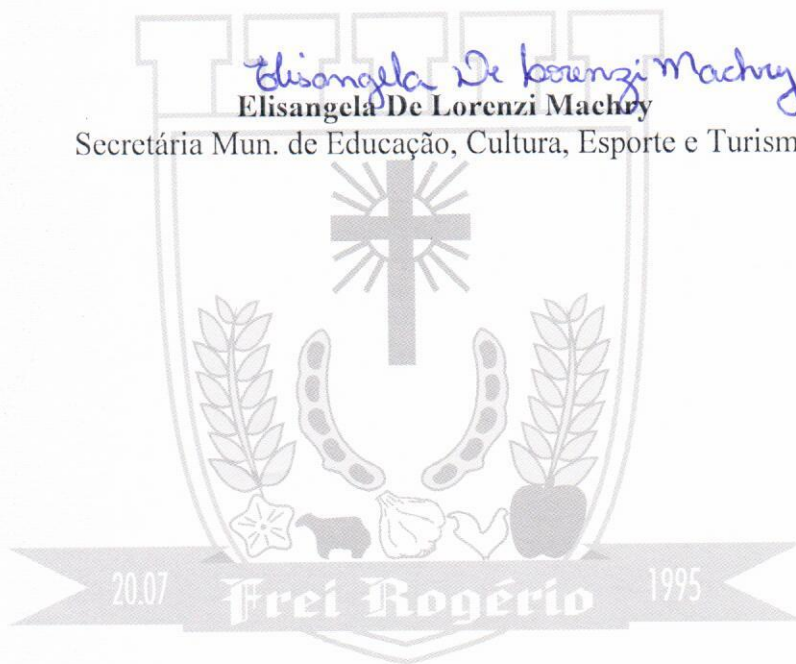 Elisangela De Lorenzi Machry
Elisangela De Lorenzi Machry
Secretária Mun. de Educação, Cultura, Esporte e Turism
20.07 Frei Rogério 1995